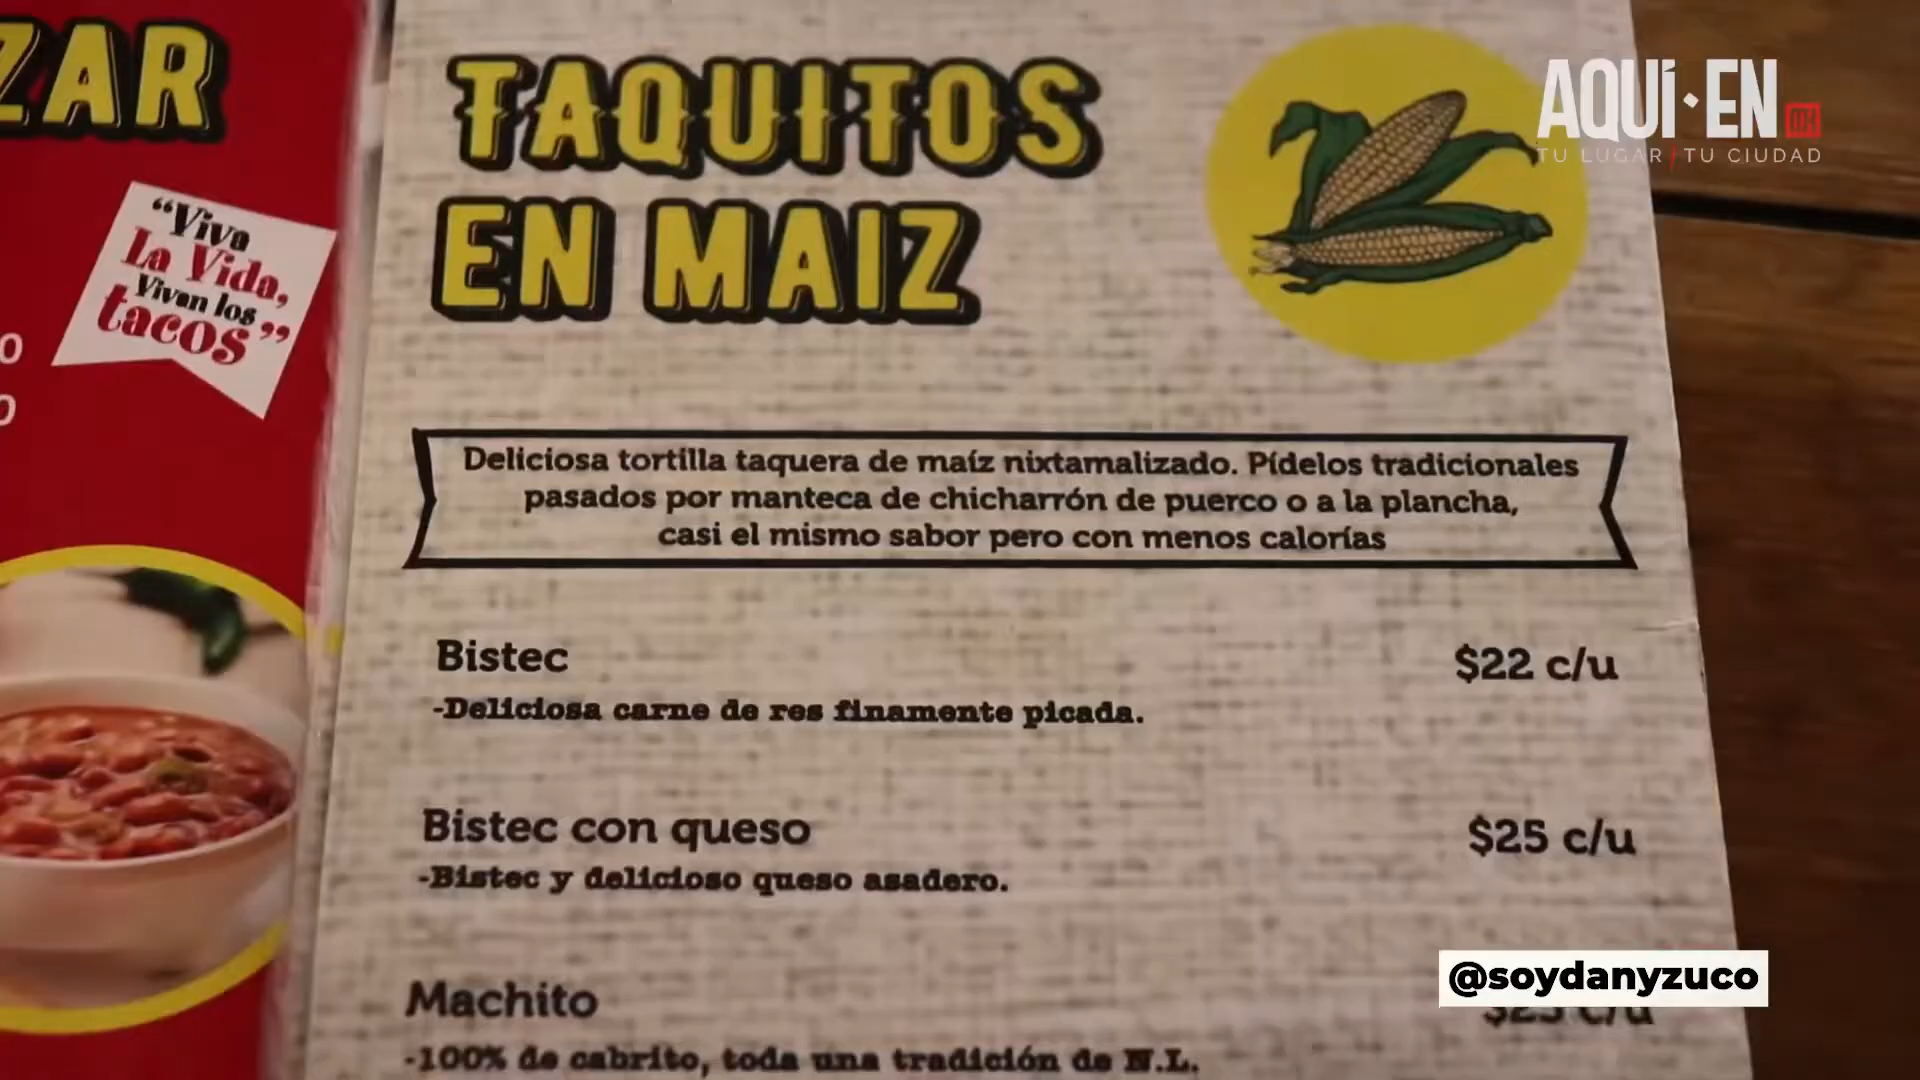 ZAR
"Viva
La Vida,
Vivan los
tacos"
TAQUITOS
EN MAIZ
AQUÍ·EN
TU LUGAR / TU CIUDAD
Deliciosa tortilla taquera de maíz nixtamalizado. Pídelos tradicionales
pasados por manteca de chicharrón de puerco o a la plancha,
casi el mismo sabor pero con menos calorías
Bistec $22 c/u
-Deliciosa carne de res finamente picada.
Bistec con queso $25 c/u
-Bistec y delicioso queso asadero.
@soydanyzuco
Machito
-100% de cabrito, toda una tradición de N.L.